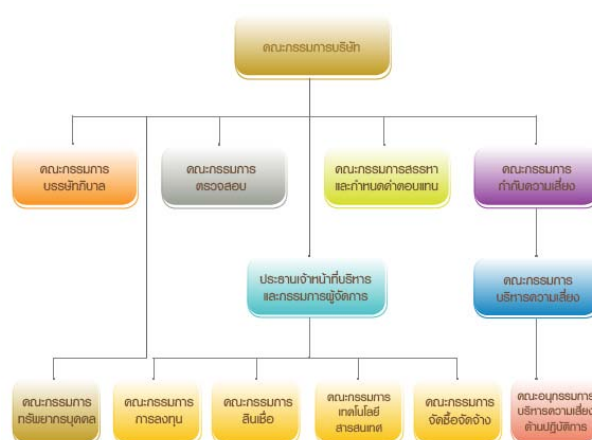 คณะกรรมการบริษัท
คณะกรรมการ
บรรษัทภิบาล
คณะกรรมการ
ตรวจสอบ
คณะกรรมการสรรหา
และกำหนดค่าตอบแทน
คณะกรรมการ
กำกับความเสี่ยง
ประธานเจ้าหน้าที่บริหาร
และกรรมการผู้จัดการ
คณะกรรมการ
บริหารความเสี่ยง
คณะกรรมการ
ทรัพยากรบุคคล
คณะกรรมการ
การลงทุน
คณะกรรมการ
สินเชื่อ
คณะกรรมการ
เทคโนโลยี
สารสนเทศ
คณะกรรมการ
จัดซื้อจัดจ้าง
คณะอนุกรรมการ
บริหารความเสี่ยง
ด้านปฏิบัติการ